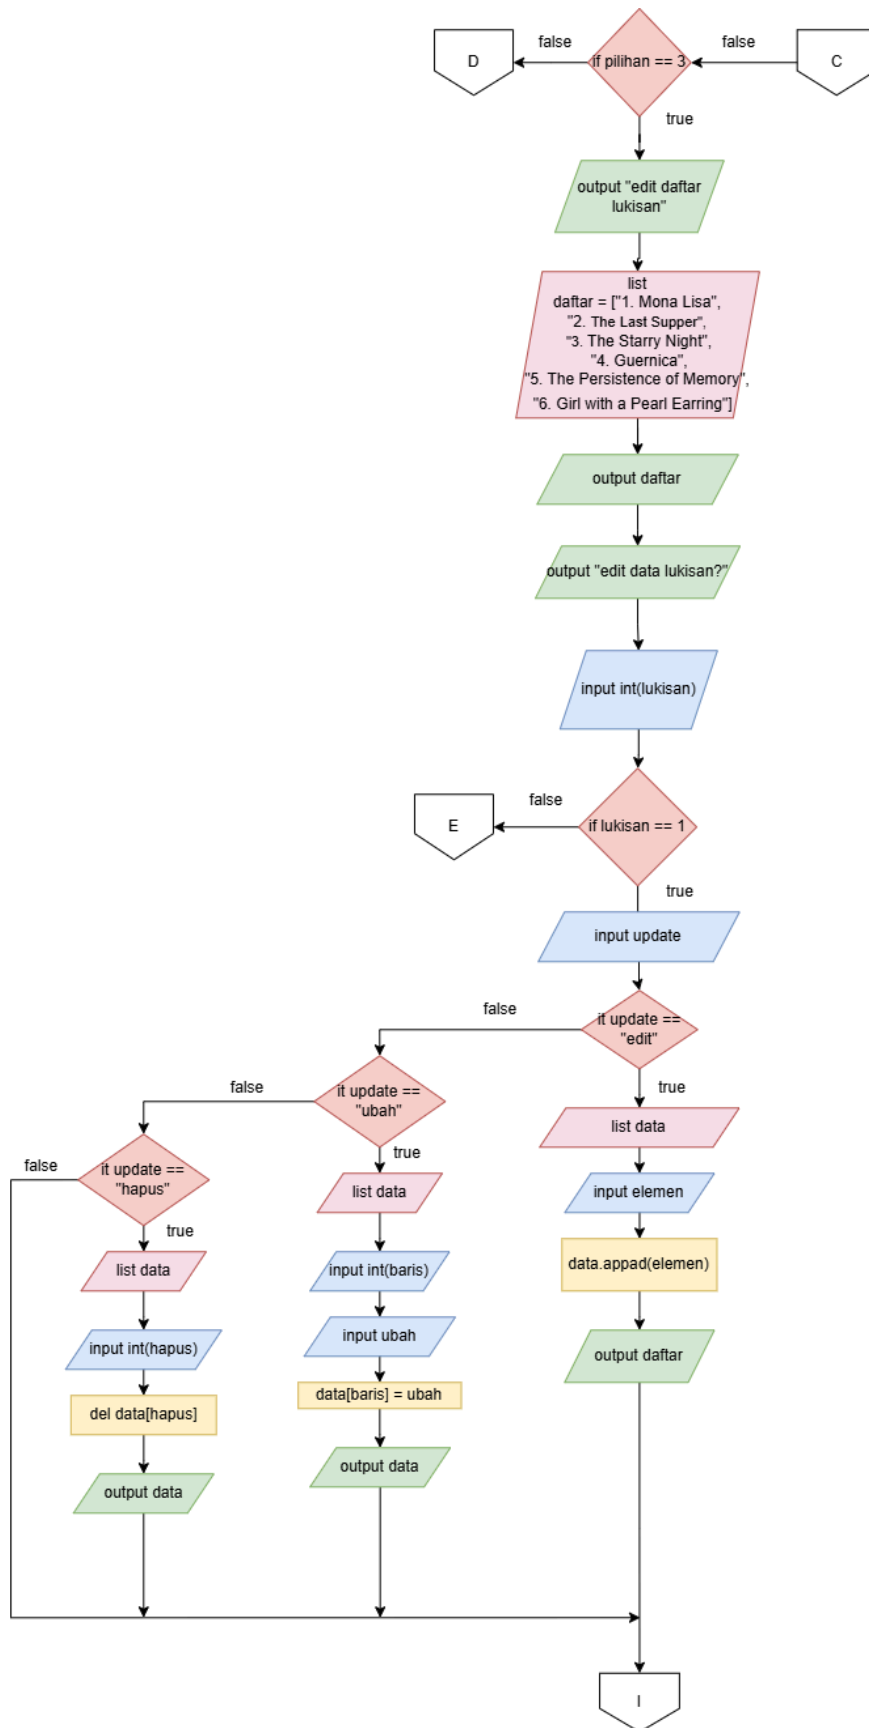 D
false
if pilihan == 3
false
C
true
output "edit daftar
lukisan"
list
daftar = ["1. Mona Lisa",
"2. The Last Supper",
"3. The Starry Night",
"4. Guernica",
"5. The Persistence of Memory",
"6. Girl with a Pearl Earring"]
output daftar
output "edit data lukisan?"
input int(lukisan)
false
E
if lukisan == 1
true
input update
false
it update ==
"edit"
true
false
it update ==
"ubah"
true
false
it update ==
"hapus"
true
list data
input elemen
data.appad(elemen)
output daftar
list data
input int(baris)
input ubah
data[baris] = ubah
output data
list data
input int(hapus)
del data[hapus]
output data
I